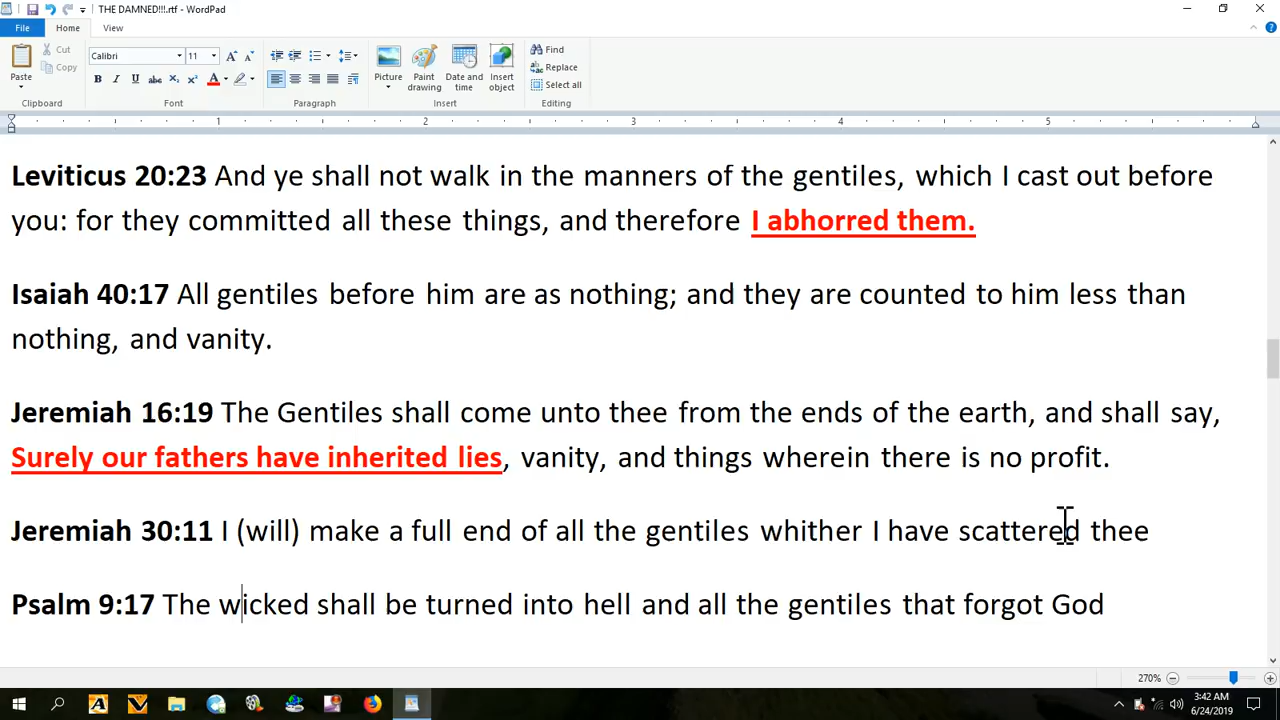 THE DAMNED!!!.rtf - WordPad
File Home View
Paste
Cut
Copy
Clipboard
Calibri 11
Font
Paragraph
Picture
Paint drawing
Date and time
Insert object
Insert
Find
Replace
Select all
Editing
1 2 3 4 5
Leviticus 20:23 And ye shall not walk in the manners of the gentiles, which I cast out before
you: for they committed all these things, and therefore I abhorred them.
Isaiah 40:17 All gentiles before him are as nothing; and they are counted to him less than
nothing, and vanity.
Jeremiah 16:19 The Gentiles shall come unto thee from the ends of the earth, and shall say,
Surely our fathers have inherited lies, vanity, and things wherein there is no profit.
Jeremiah 30:11 I (will) make a full end of all the gentiles whither I have scattered thee
Psalm 9:17 The wicked shall be turned into hell and all the gentiles that forgot God
270%
3:42 AM
6/24/2019